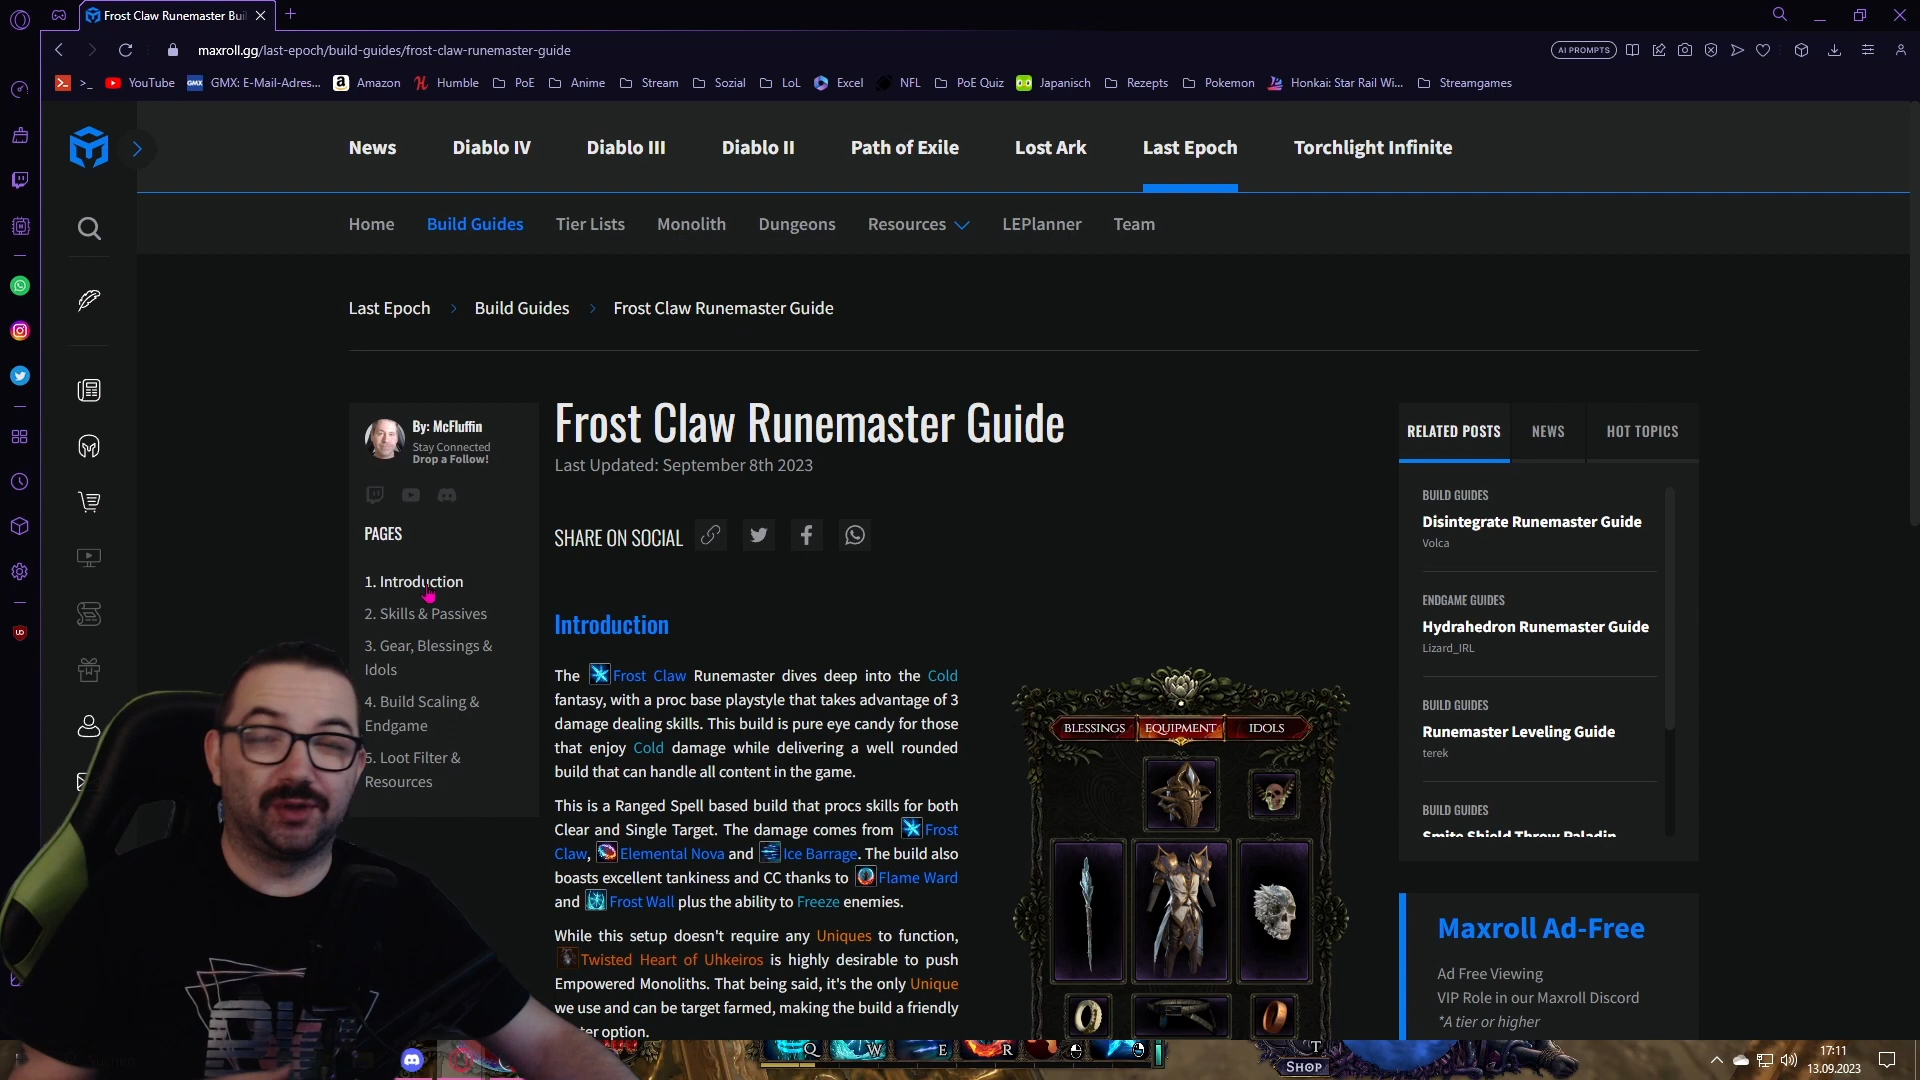 Frost Claw Runemaster Bui
maxroll.gg/last-epoch/build-guides/frost-claw-runemaster-guide
AI PROMPTS
>_ YouTube GMX: E-Mail-Adres... Amazon Humble PoE Anime Stream Sozial LoL Excel NFL PoE Quiz Japanisch Rezepts Pokemon Honkai: Star Rail Wi... Streamgames
News Diablo IV Diablo III Diablo II Path of Exile Lost Ark Last Epoch Torchlight Infinite
Home Build Guides Tier Lists Monolith Dungeons Resources LEPlanner Team
Last Epoch > Build Guides > Frost Claw Runemaster Guide
By: McFluffin
Stay Connected
Drop a Follow!
PAGES
1. Introduction
2. Skills & Passives
3. Gear, Blessings &
Idols
4. Build Scaling &
Endgame
5. Loot Filter &
Resources
Frost Claw Runemaster Guide
Last Updated: September 8th 2023
SHARE ON SOCIAL
Introduction
The Frost Claw Runemaster dives deep into the Cold
fantasy, with a proc base playstyle that takes advantage of 3
damage dealing skills. This build is pure eye candy for those
that enjoy Cold damage while delivering a well rounded
build that can handle all content in the game.
This is a Ranged Spell based build that procs skills for both
Clear and Single Target. The damage comes from Frost
Claw, Elemental Nova and Ice Barrage. The build also
boasts excellent tankiness and CC thanks to Flame Ward
and Frost Wall plus the ability to Freeze enemies.
While this setup doesn't require any Uniques to function,
Twisted Heart of Uhkeiros is highly desirable to push
Empowered Monoliths. That being said, it's the only Unique
we use and can be target farmed, making the build a friendly
option.
BLESSINGS EQUIPMENT IDOLS
RELATED POSTS NEWS HOT TOPICS
BUILD GUIDES
Disintegrate Runemaster Guide
Volca
ENDGAME GUIDES
Hydrahedron Runemaster Guide
Lizard_IRL
BUILD GUIDES
Runemaster Leveling Guide
terek
BUILD GUIDES
Smite Shield Throw Paladin
Maxroll Ad-Free
Ad Free Viewing
VIP Role in our Maxroll Discord
*A tier or higher
Q W E R
T
SHOP
17:11
13.09.2023